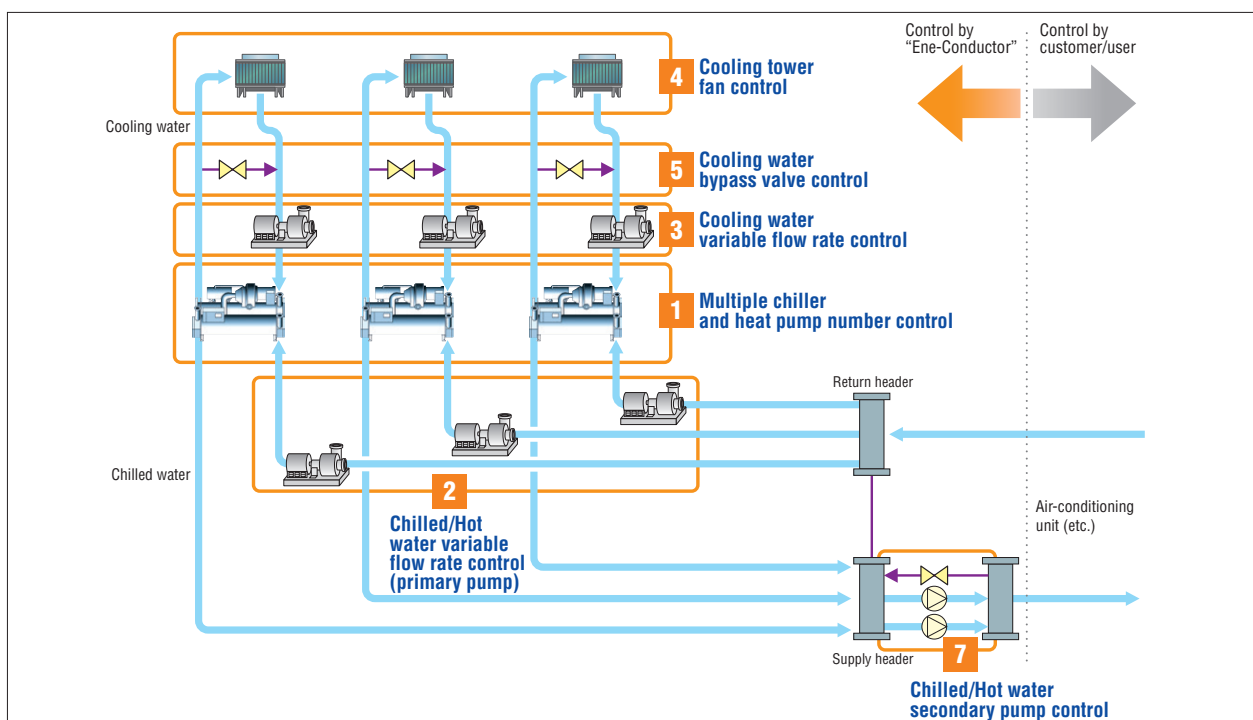 Control by
“Ene-Conductor”
Control by
customer/user
4
Cooling tower
fan control
Cooling water
5
Cooling water
bypass valve control
3
Cooling water
variable flow rate control
1
Multiple chiller
and heat pump number control
Return header
Chilled water
2
Chilled/Hot
water variable
flow rate control
(primary pump)
Air-conditioning
unit (etc.)
Supply header
7
Chilled/Hot water
secondary pump control